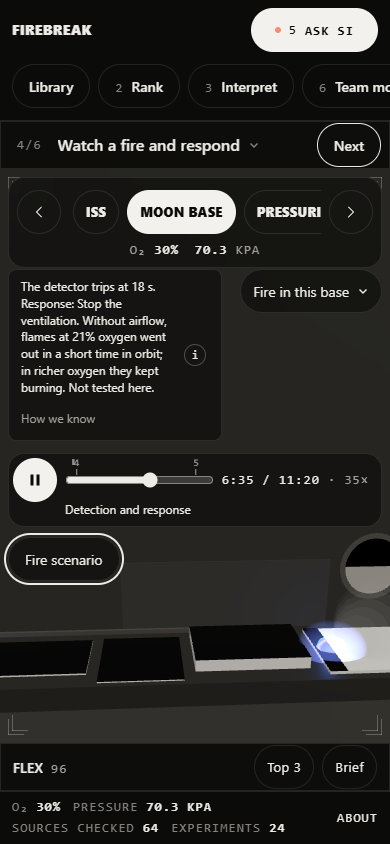 FIREBREAK
5 ASK SI
Library
2 Rank
3 Interpret
6 Team mo
4/6 Watch a fire and respond
Next
ISS
MOON BASE
PRESSURI
O₂ 30% 70.3 KPA
The detector trips at 18 s.
Response: Stop the
ventilation. Without airflow,
flames at 21% oxygen went
out in a short time in orbit;
in richer oxygen they kept
burning. Not tested here.
i
How we know
Fire in this base
5
6:35 / 11:20 · 35×
Detection and response
Fire scenario
FLEX 96
Top 3
Brief
O₂ 30% PRESSURE 70.3 KPA
SOURCES CHECKED 64 EXPERIMENTS 24
ABOUT